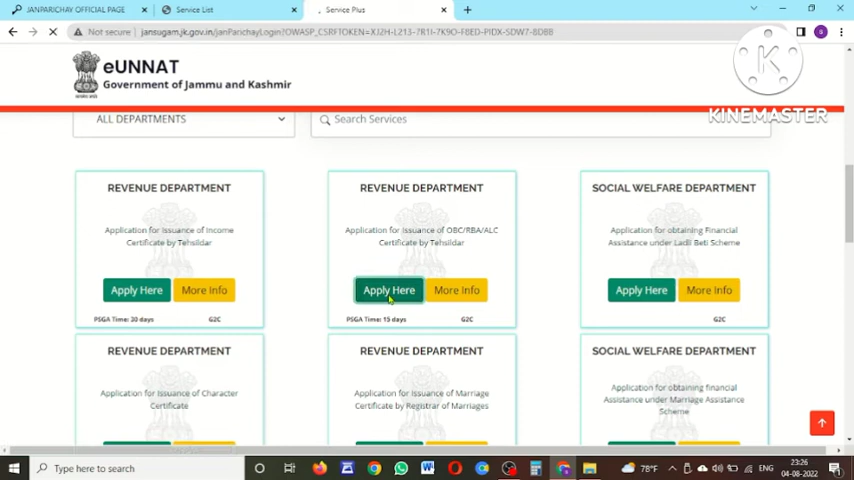 JANPARICHAY OFFICIAL PAGE
Service List
Service Plus
Not secure
jansugam.jk.gov.in/janParichayLogin?OWASP_CSRFTOKEN=XJ2H-L213-7R1I-7K9O-F8ED-PIDX-SDW7-8DBB
S
eUNNAT
Government of Jammu and Kashmir
K
KINEMASTER
ALL DEPARTMENTS
Search Services
REVENUE DEPARTMENT
Application for Issuance of Income
Certificate by Tehsildar
Apply Here
More Info
PSGA Time: 30 days
G2C
REVENUE DEPARTMENT
Application for Issuance of OBC/RBA/ALC
Certificate by Tehsildar
Apply Here
More Info
PSGA Time: 15 days
G2C
SOCIAL WELFARE DEPARTMENT
Application for obtaining Financial
Assistance under Ladli Beti Scheme
Apply Here
More Info
G2C
REVENUE DEPARTMENT
Application for Issuance of Character
Certificate
REVENUE DEPARTMENT
Application for Issuance of Marriage
Certificate by Registrar of Marriages
SOCIAL WELFARE DEPARTMENT
Application for obtaining financial
Assistance under Marriage Assistance
Scheme
Type here to search
78°F
ENG
23:26
04-08-2022